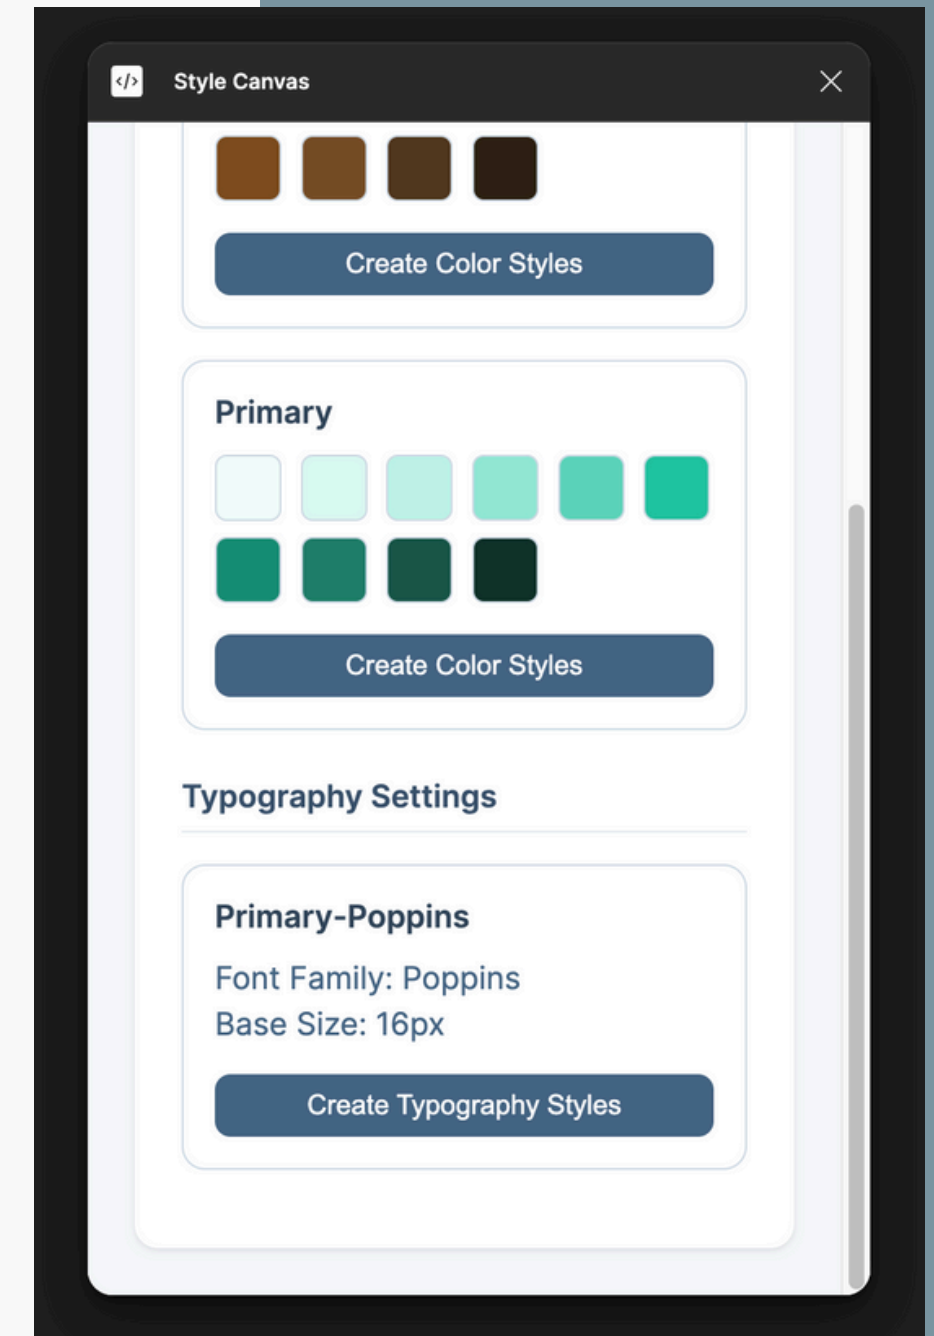 </>
Style Canvas
Create Color Styles
Primary
Create Color Styles
Typography Settings
Primary-Poppins
Font Family: Poppins
Base Size: 16px
Create Typography Styles